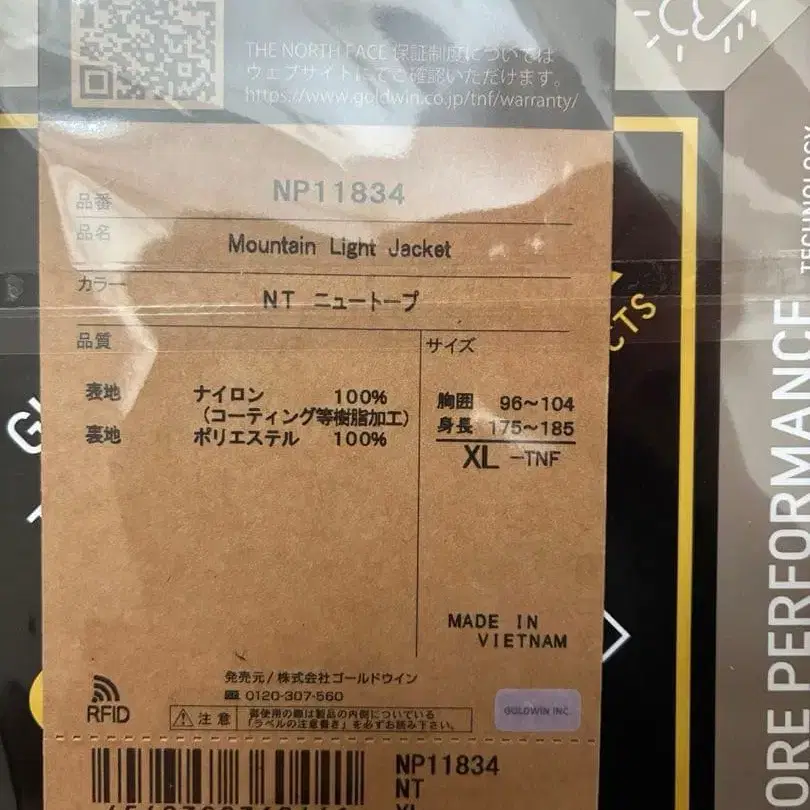 THE NORTH FACE 保証制度については
ウェブサイトにてご確認いただけます。
https://www.goldwin.co.jp/tnf/warranty/
品番 NP11834
品名 Mountain Light Jacket
カラー NT ニュートープ
品質
表地 ナイロン 100%
(コーティング等樹脂加工)
裏地 ポリエステル 100%
サイズ
胸囲 96~104
身長 175~185
XL -TNF
MADE IN
VIETNAM
発売元/株式会社ゴールドウイン
0120-307-560
RFID
注意
御使用の際は製品の内側についている
「ラベルの注意書き」を必ずお読み下さい。
GOLDWIN INC.
NP11834
NT
XL
CTS
ORE PERFORMANCE
TECHNOLOGY